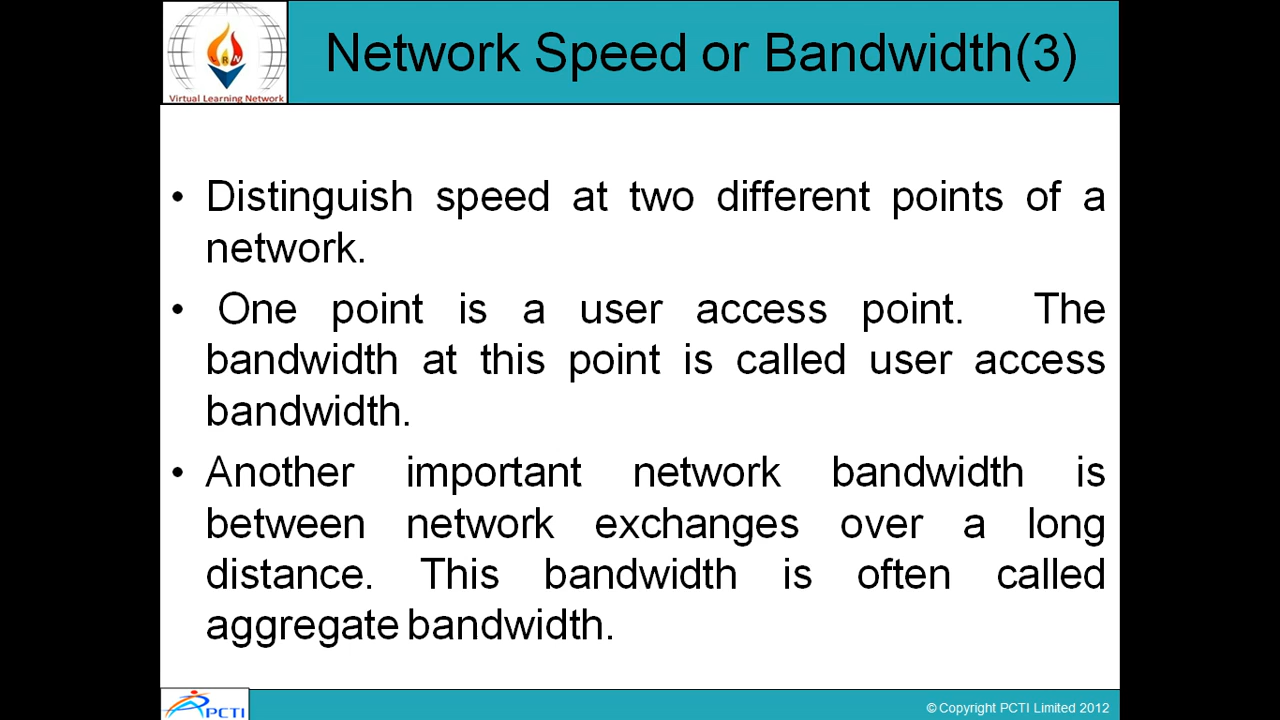 Network Speed or Bandwidth(3)
Virtual Learning Network
• Distinguish speed at two different points of a
network.
• One point is a user access point. The
bandwidth at this point is called user access
bandwidth.
• Another important network bandwidth is
between network exchanges over a long
distance. This bandwidth is often called
aggregate bandwidth.
PCTI
© Copyright PCTI Limited 2012